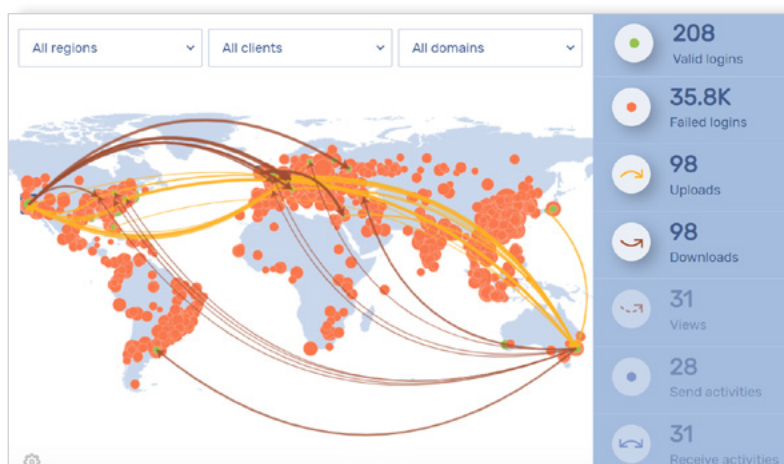 All regions
All clients
All domains
208
Valid logins
35.8K
Failed logins
98
Uploads
98
Downloads
31
Views
28
Send activities
31
Receive activities